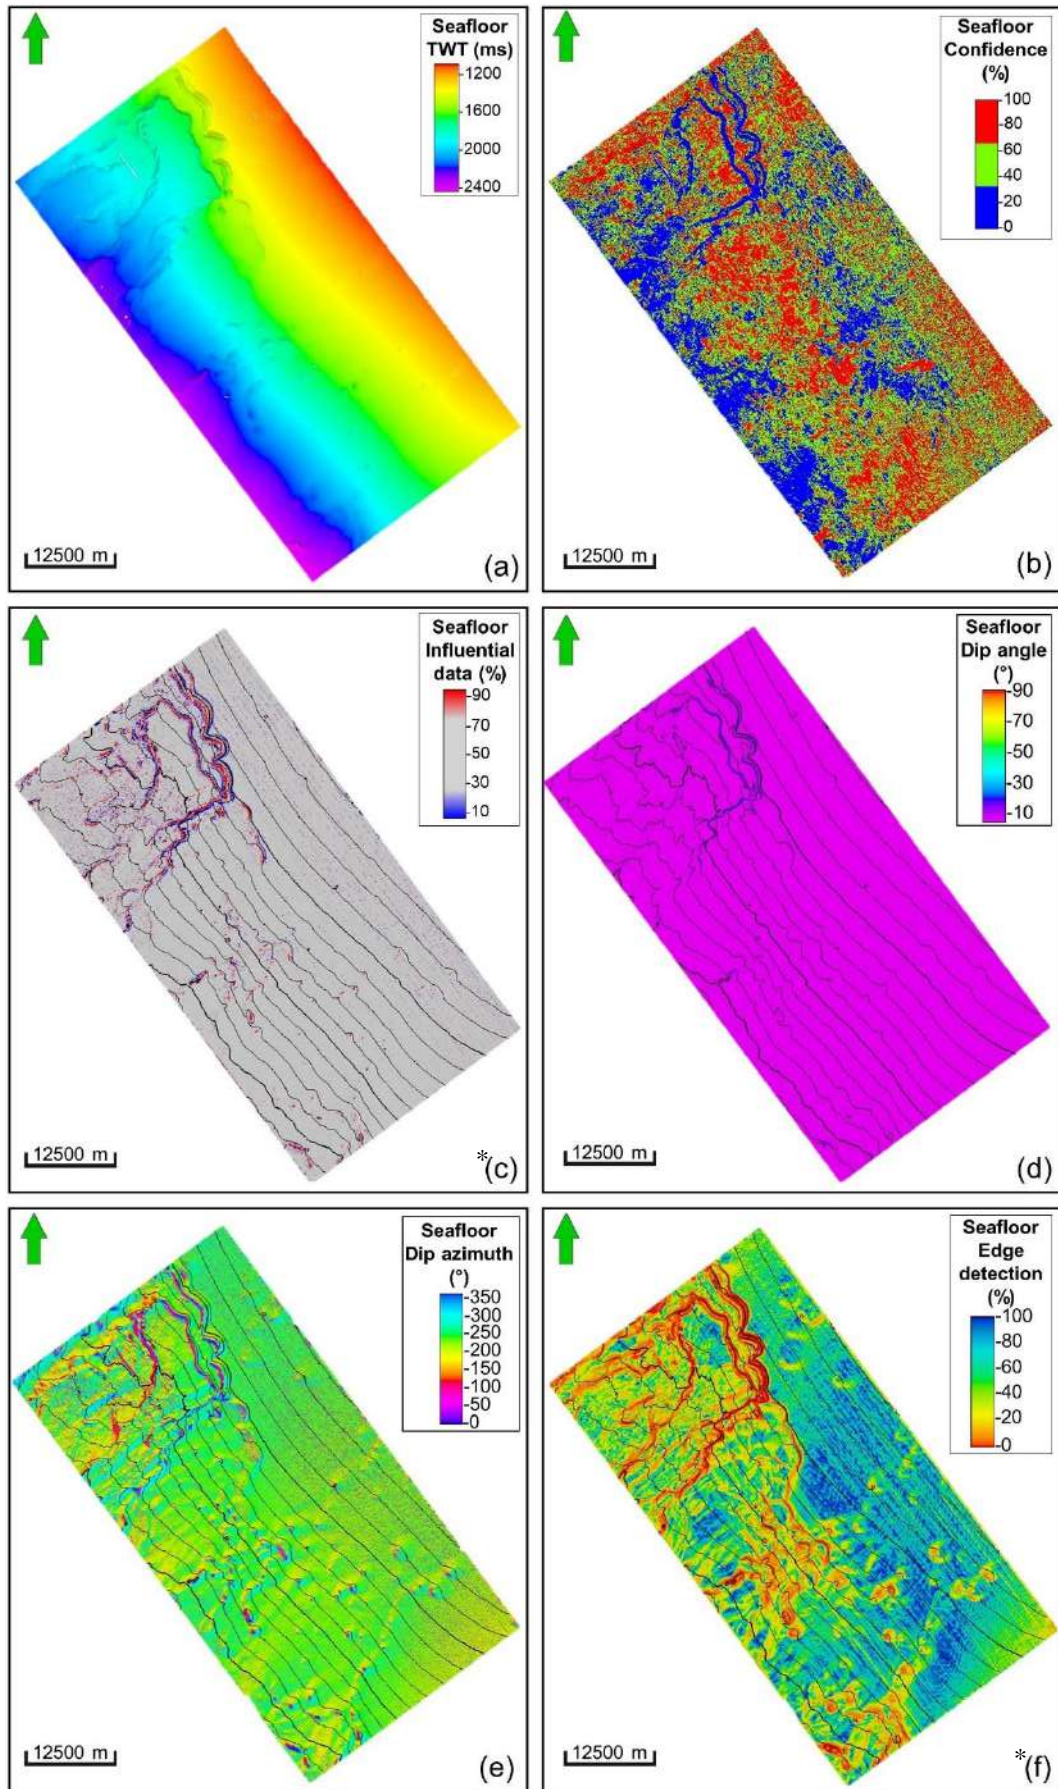 Seafloor
TWT (ms)
-1200
-1600
-2000
-2400
12500 m
(a)
Seafloor
Confidence
(%)
-100
-80
-60
-40
-20
-0
12500 m
(b)
Seafloor
Influential
data (%)
-90
-70
-50
-30
-10
12500 m
*(c)
Seafloor
Dip angle
(°)
-90
-70
-50
-30
-10
12500 m
(d)
Seafloor
Dip azimuth
(°)
-350
-300
-250
-200
-150
-100
-50
-0
12500 m
(e)
Seafloor
Edge
detection
(%)
-100
-80
-60
-40
-20
-0
12500 m
*(f)